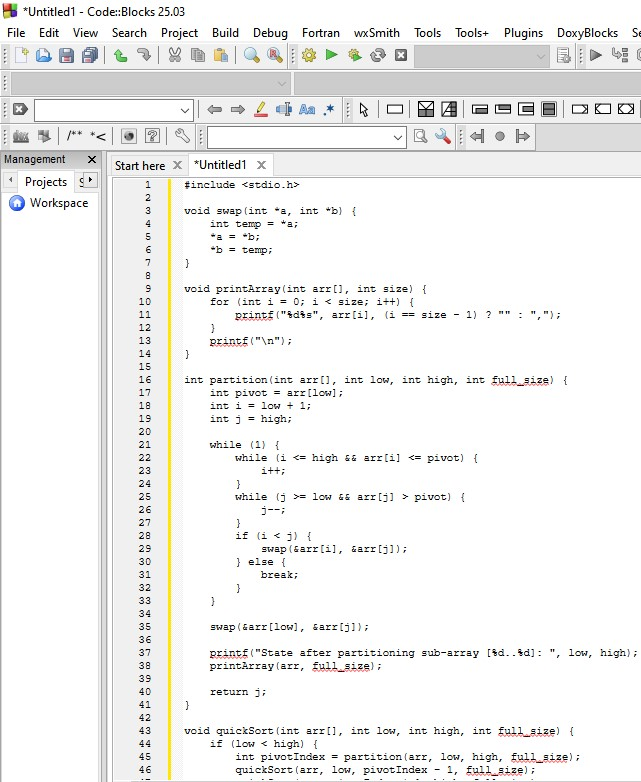 *Untitled1 - Code::Blocks 25.03
File Edit View Search Project Build Debug Fortran wxSmith Tools Tools+ Plugins DoxyBlocks Se
Aa .*
/** *<
Management X
Projects S
Workspace
Start here X *Untitled1 X
1 #include <stdio.h>
2
3 void swap(int *a, int *b) {
4 int temp = *a;
5 *a = *b;
6 *b = temp;
7 }
8
9 void printArray(int arr[], int size) {
10 for (int i = 0; i < size; i++) {
11 printf("%d%s", arr[i], (i == size - 1) ? "" : ",");
12 }
13 printf("\n");
14 }
15
16 int partition(int arr[], int low, int high, int full_size) {
17 int pivot = arr[low];
18 int i = low + 1;
19 int j = high;
20
21 while (1) {
22 while (i <= high && arr[i] <= pivot) {
23 i++;
24 }
25 while (j >= low && arr[j] > pivot) {
26 j--;
27 }
28 if (i < j) {
29 swap(&arr[i], &arr[j]);
30 } else {
31 break;
32 }
33 }
34
35 swap(&arr[low], &arr[j]);
36
37 printf("State after partitioning sub-array [%d..%d]: ", low, high);
38 printArray(arr, full_size);
39
40 return j;
41 }
42
43 void quickSort(int arr[], int low, int high, int full_size) {
44 if (low < high) {
45 int pivotIndex = partition(arr, low, high, full_size);
46 quickSort(arr, low, pivotIndex - 1, full_size);